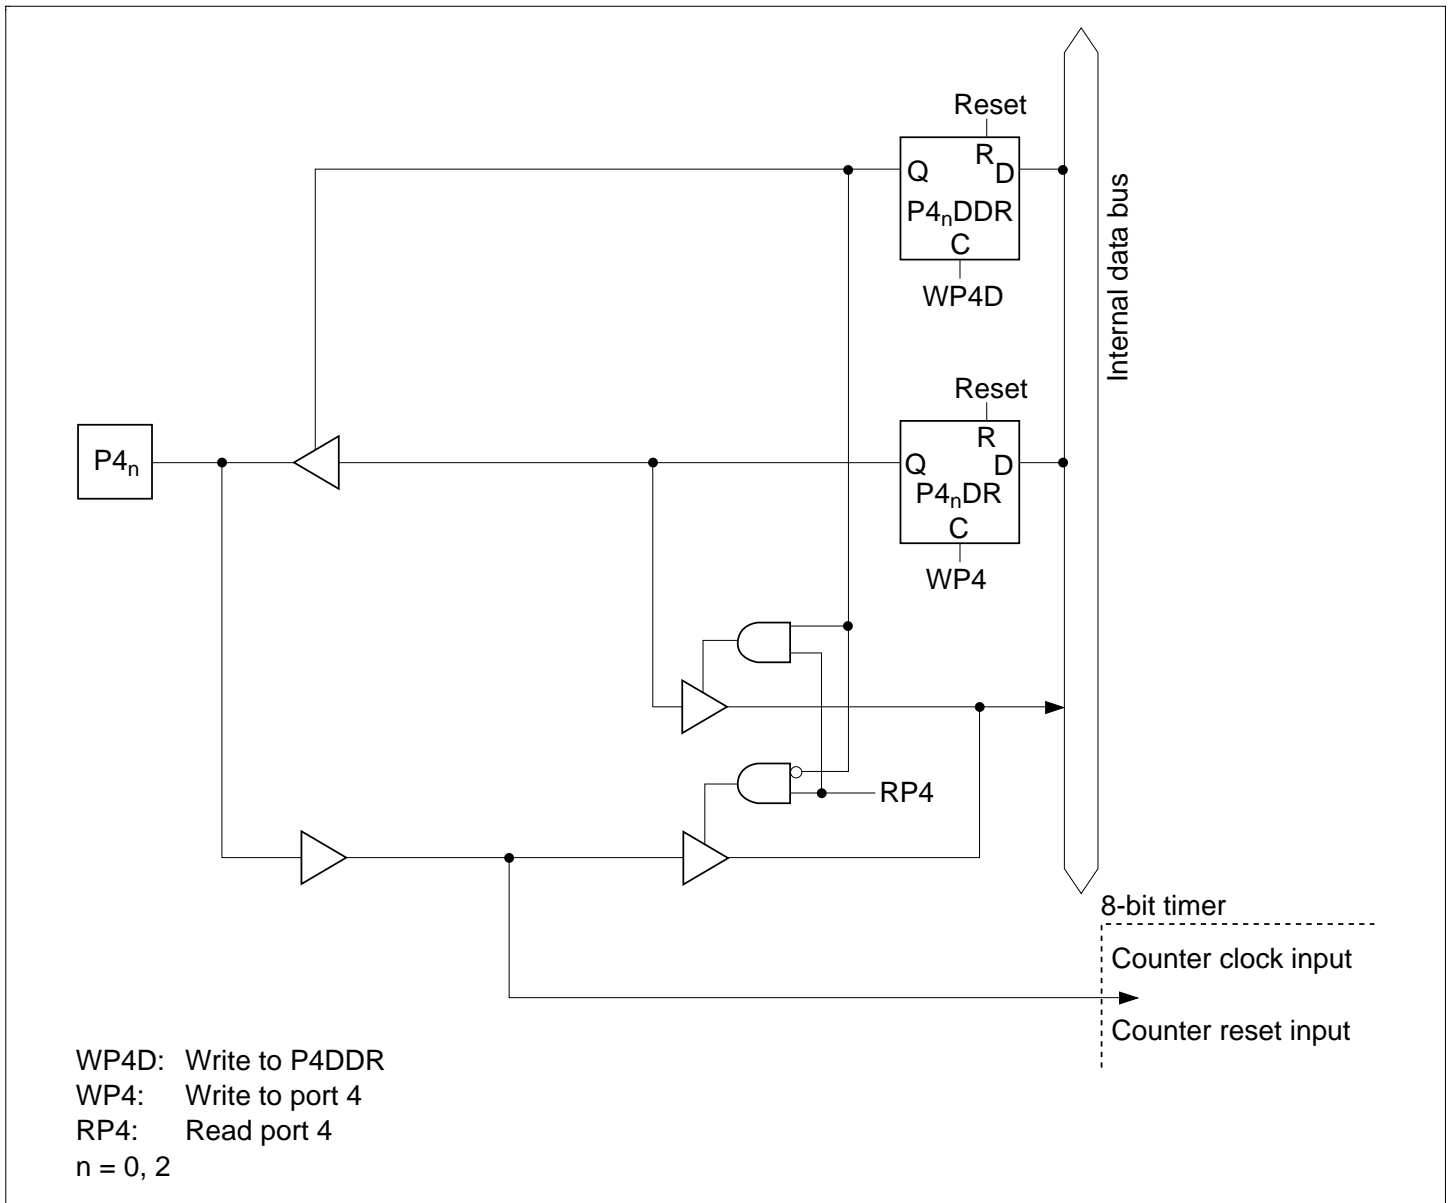 Reset
R
Q
D
P4nDDR
C
WP4D
Internal data bus
Reset
R
P4n
Q
D
P4nDR
C
WP4
RP4
8-bit timer
Counter clock input
Counter reset input
WP4D: Write to P4DDR
WP4: Write to port 4
RP4: Read port 4
n = 0, 2